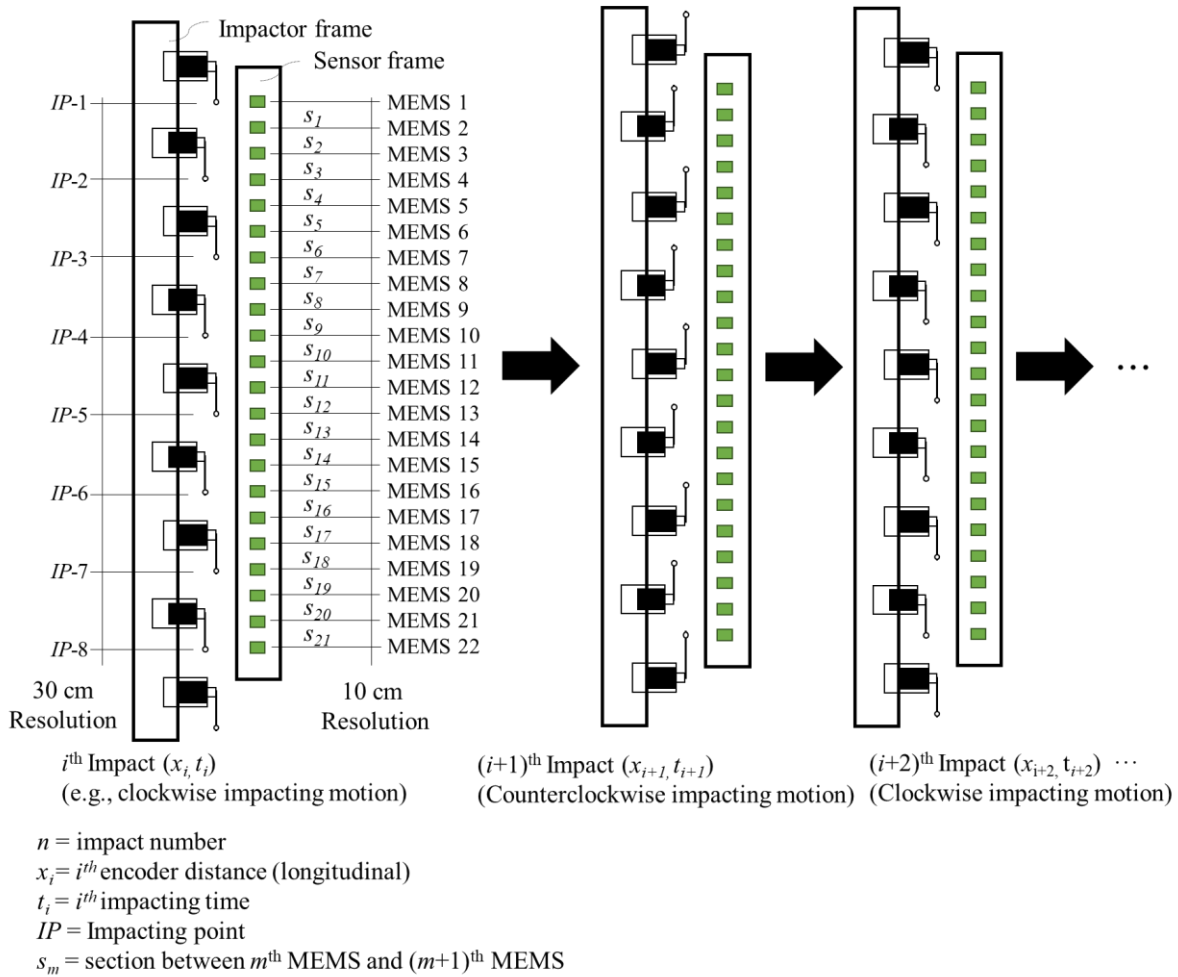 Impactor frame
Sensor frame
IP-1
IP-2
IP-3
IP-4
IP-5
IP-6
IP-7
IP-8
30 cm
Resolution
s1
s2
s3
s4
s5
s6
s7
s8
s9
s10
s11
s12
s13
s14
s15
s16
s17
s18
s19
s20
s21
MEMS 1
MEMS 2
MEMS 3
MEMS 4
MEMS 5
MEMS 6
MEMS 7
MEMS 8
MEMS 9
MEMS 10
MEMS 11
MEMS 12
MEMS 13
MEMS 14
MEMS 15
MEMS 16
MEMS 17
MEMS 18
MEMS 19
MEMS 20
MEMS 21
MEMS 22
10 cm
Resolution
...
ith Impact (xi, ti)
(e.g., clockwise impacting motion)
(i+1)th Impact (xi+1, ti+1)
(Counterclockwise impacting motion)
(i+2)th Impact (xi+2, ti+2) ...
(Clockwise impacting motion)
n = impact number
xi= ith encoder distance (longitudinal)
ti= ith impacting time
IP = Impacting point
sm = section between mth MEMS and (m+1)th MEMS